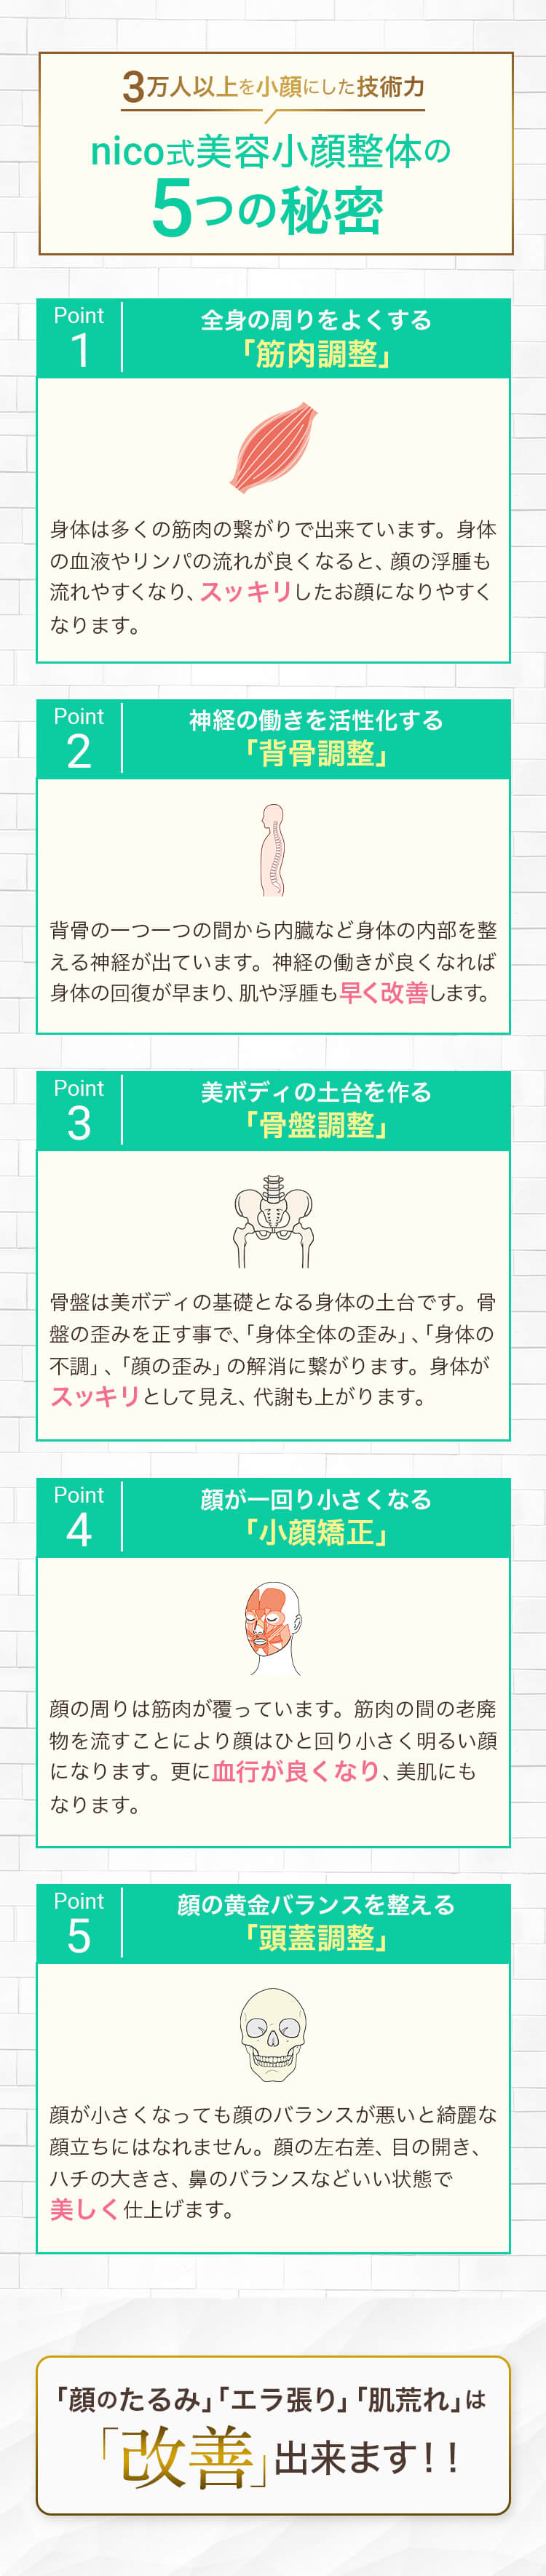 3万人以上を小顔にした技術力
nico式美容小顔整体の
5つの秘密
Point
1
全身の周りをよくする
「筋肉調整」
身体は多くの筋肉の繋がりで出来ています。身体
の血液やリンパの流れが良くなると、顔の浮腫も
流れやすくなり、スッキリしたお顔になりやすく
なります。
Point
2
神経の働きを活性化する
「背骨調整」
背骨の一つ一つの間から内臓など身体の内部を整
える神経が出ています。神経の働きが良くなれば
身体の回復が早まり、肌や浮腫も早く改善します。
Point
3
美ボディの土台を作る
「骨盤調整」
骨盤は美ボディの基礎となる身体の土台です。骨
盤の歪みを正す事で、「身体全体の歪み」、「身体の
不調」、「顔の歪み」の解消に繋がります。身体が
スッキリとして見え、代謝も上がります。
Point
4
顔が一回り小さくなる
「小顔矯正」
顔の周りは筋肉が覆っています。筋肉の間の老廃
物を流すことにより顔はひと回り小さく明るい顔
になります。更に血行が良くなり、美肌にも
なります。
Point
5
顔の黄金バランスを整える
「頭蓋調整」
顔が小さくなっても顔のバランスが悪いと綺麗な
顔立ちにはなれません。顔の左右差、目の開き、
ハチの大きさ、鼻のバランスなどいい状態で
美しく仕上げます。
「顔のたるみ」「エラ張り」「肌荒れ」は
「改善」出来ます！！